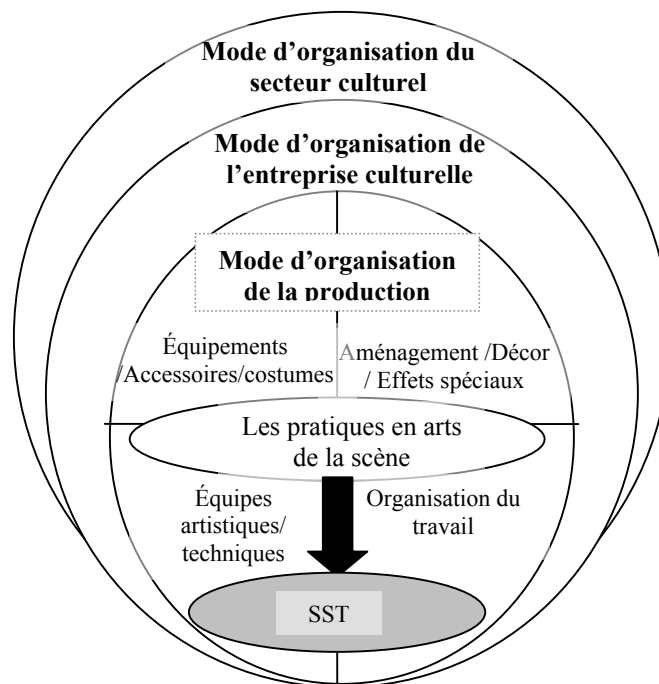 Mode d'organisation du
secteur culturel
Mode d'organisation de
l'entreprise culturelle
Mode d'organisation
de la production
Équipements
/Accessoires/costumes
Aménagement /Décor
/ Effets spéciaux
Les pratiques en arts
de la scène
Équipes
artistiques/
techniques
Organisation du
travail
SST